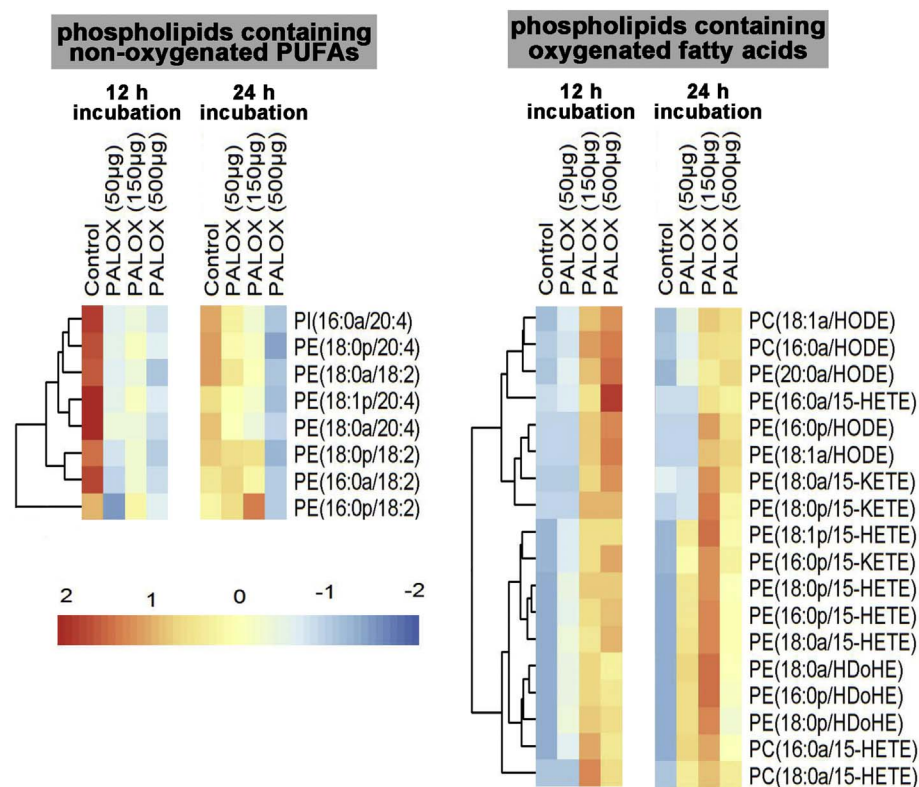 phospholipids containing
non-oxygenated PUFAs
12 h
incubation
24 h
incubation
Control
PALOX (50µg)
PALOX (150µg)
PALOX (500µg)
Control
PALOX (50µg)
PALOX (150µg)
PALOX (500µg)
PI(16:0a/20:4)
PE(18:0p/20:4)
PE(18:0a/18:2)
PE(18:1p/20:4)
PE(18:0a/20:4)
PE(18:0p/18:2)
PE(16:0a/18:2)
PE(16:0p/18:2)
2 1 0 -1 -2
phospholipids containing
oxygenated fatty acids
12 h
incubation
24 h
incubation
Control
PALOX (50µg)
PALOX (150µg)
PALOX (500µg)
Control
PALOX (50µg)
PALOX (150µg)
PALOX (500µg)
PC(18:1a/HODE)
PC(16:0a/HODE)
PE(20:0a/HODE)
PE(16:0a/15-HETE)
PE(16:0p/HODE)
PE(18:1a/HODE)
PE(18:0a/15-KETE)
PE(18:0p/15-KETE)
PE(18:1p/15-HETE)
PE(16:0p/15-KETE)
PE(18:0p/15-HETE)
PE(16:0p/15-HETE)
PE(18:0a/15-HETE)
PE(18:0a/HDoHE)
PE(16:0p/HDoHE)
PE(18:0p/HDoHE)
PC(16:0a/15-HETE)
PC(18:0a/15-HETE)